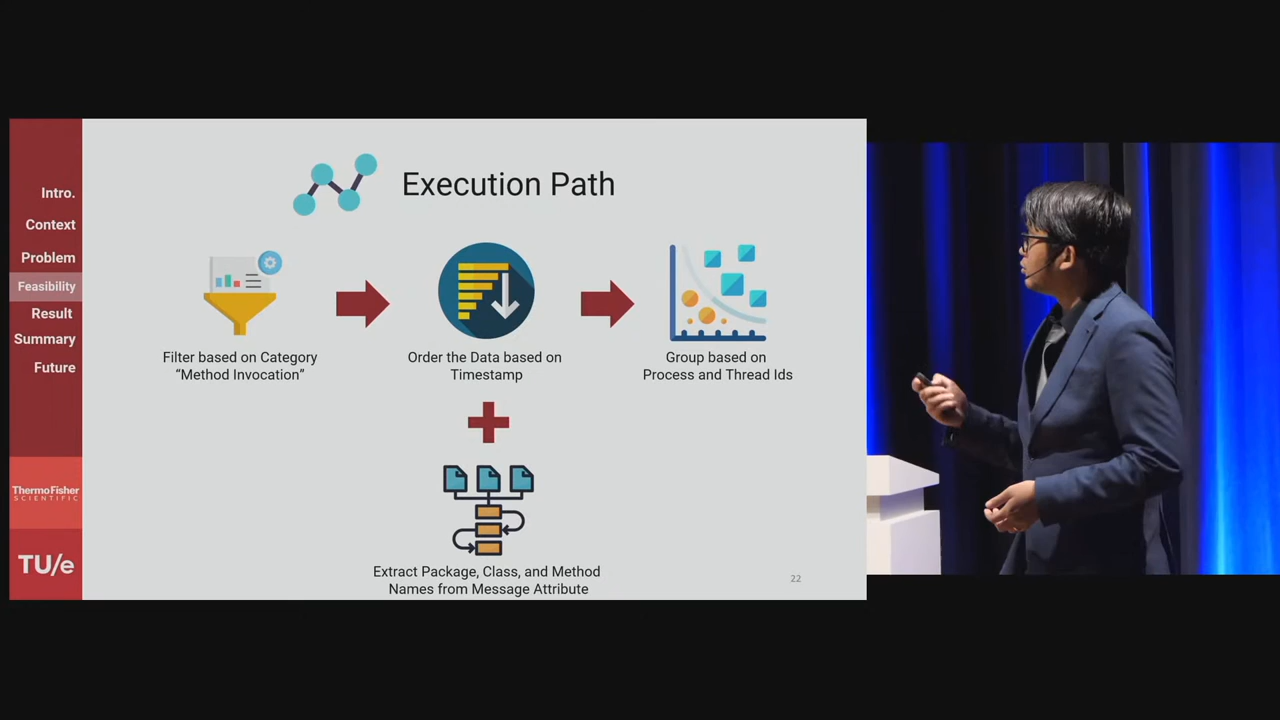 Execution Path
Intro.
Context
Problem
Feasibility
Result
Summary
Future
Filter based on Category
“Method Invocation”
Order the Data based on
Timestamp
Group based on
Process and Thread Ids
Extract Package, Class, and Method
Names from Message Attribute
ThermoFisher
SCIENTIFIC
TU/e
22